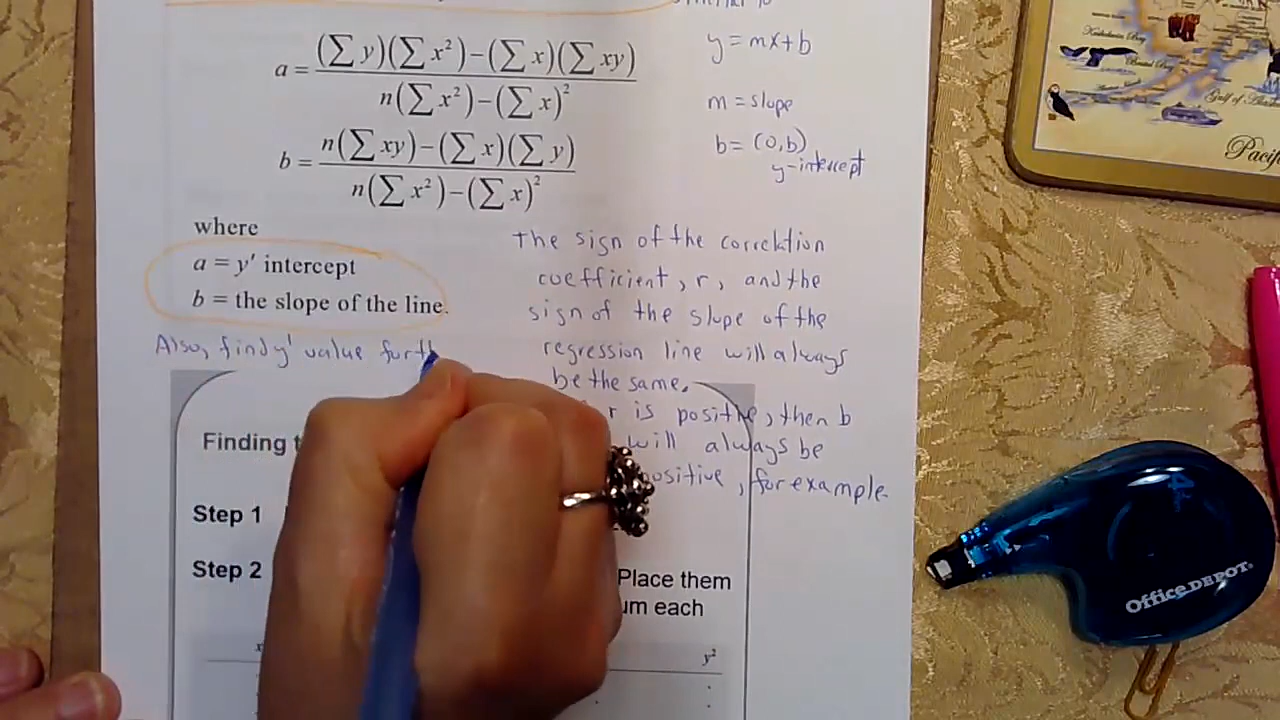 y = mx + b
a = (∑ y)(∑ x²) − (∑ x)(∑ xy) / n(∑ x²) − (∑ x)²
m = slope
b = n(∑ xy) − (∑ x)(∑ y) / n(∑ x²) − (∑ x)²
b = (0,b)
y-intercept
where
a = y′ intercept
b = the slope of the line.
The sign of the correlation
coefficient, r, and the
sign of the slope of the
regression line will always
be the same.
r is positive, then b
will always be
positive, for example
Also, find y′ value for th
Finding t
Step 1
Step 2
Place them
um each
x
y²
Gulf of Alaska
Pacif
Office DEPOT